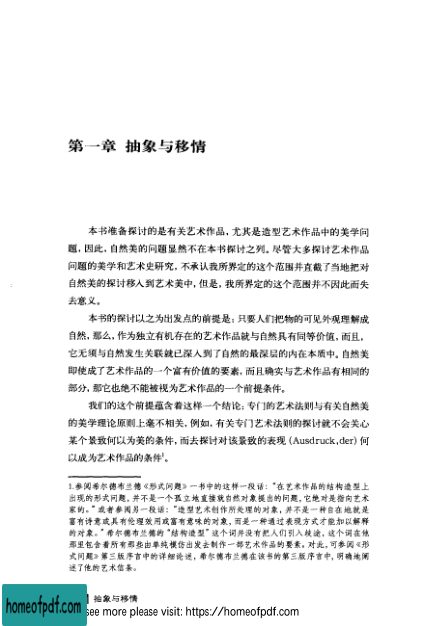 第一章 抽象与移情
本书准备探讨的是有关艺术作品，尤其是造型艺术作品中的美学问
题，因此，自然美的问题显然不在本书探讨之列。尽管大多探讨艺术作品
问题的美学和艺术史研究，不承认我所界定的这个范围并直截了当地把对
自然美的探讨移入到艺术美中，但是，我所界定的这个范围并不因此而失
去意义。
本书的探讨以之为出发点的前提是：只要人们把物的可见外观理解成
自然，那么，作为独立有机存在的艺术作品就与自然具有同等价值，而且，
它无须与自然发生关联就已深入到了自然的最深层的内在本质中。自然美
即使成了艺术作品的一个富有价值的要素，而且确实与艺术作品有相同的
部分，那它也绝不能被视为艺术作品的一个前提条件。
我们的这个前提蕴含着这样一个结论：专门的艺术法则与有关自然美
的美学理论原则上毫不相关，例如，有关专门艺术法则的探讨就不会关心
某个景致何以为美的条件，而去探讨对该景致的表现（Ausdruck,der）何
以成为艺术作品的条件¹。
1.参阅希尔德布兰德《形式问题》一书中的这样一段话：“在艺术作品的结构造型上
出现的形式问题，并不是一个孤立地直接就自然对象提出的问题，它绝对是指向艺术
家的。”或者参阅另一段话：“造型艺术创作所处理的对象，并不是一种自在地就是
富有诗意或具有伦理效用或富有意味的对象，而是一种通过表现方式才能加以解释
的对象。”希尔德布兰德的“结构造型”这个词并没有把人们引入歧途，这个词在他
那里包含着所有那些由单纯模仿出发去制作一部艺术作品的要素。对此，可参阅《形
式问题》第三版序言中的详细论述，希尔德布兰德在该书的第三版序言中，明确地阐
述了他的艺术信条。
抽象与移情
homeofpdf.com
see more please visit: https://homeofpdf.com